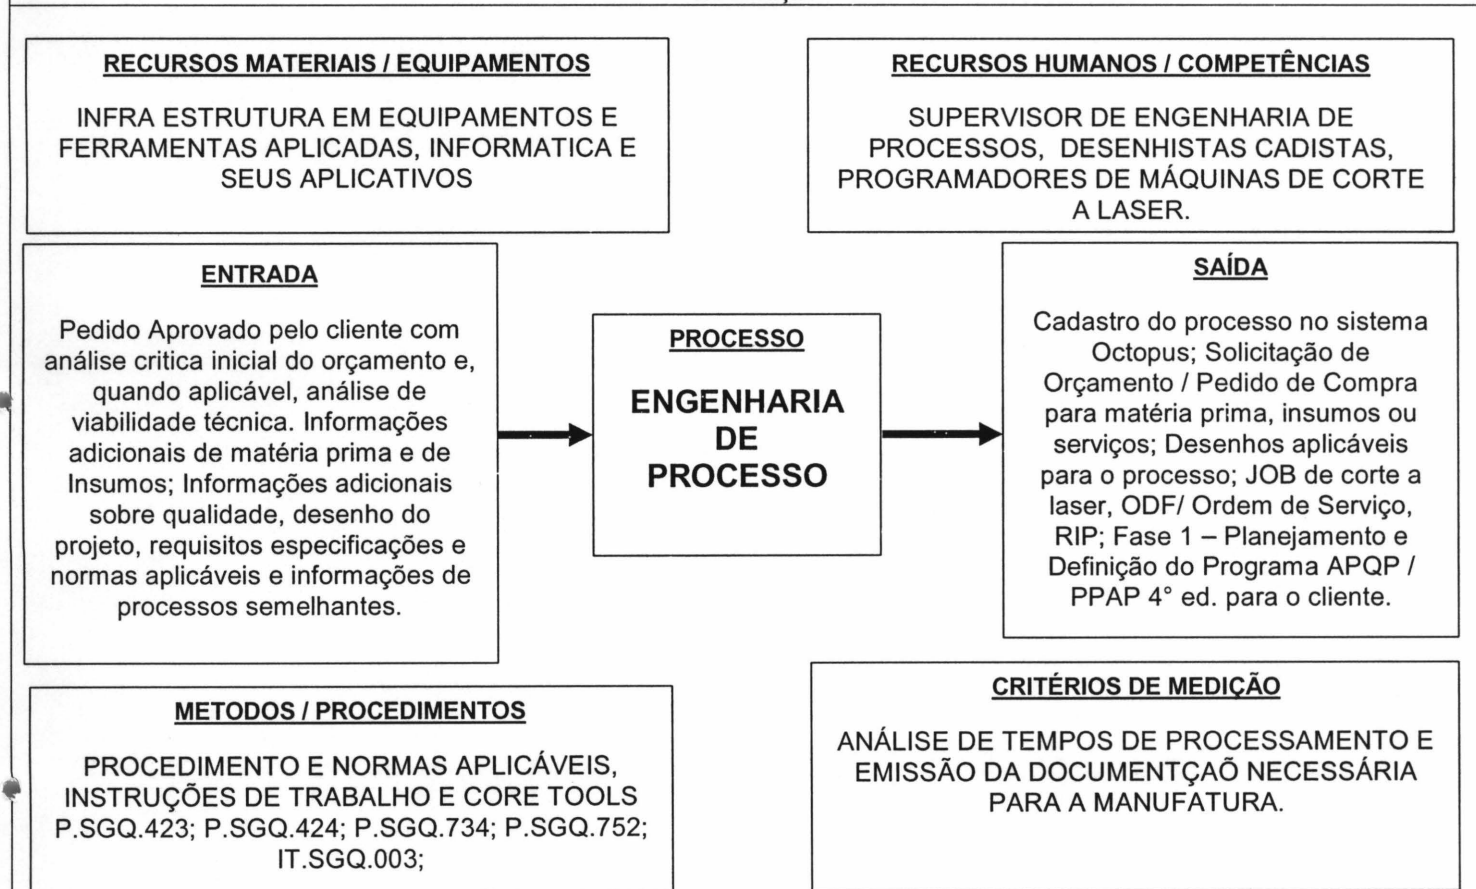 RECURSOS MATERIAIS / EQUIPAMENTOS
INFRA ESTRUTURA EM EQUIPAMENTOS E
FERRAMENTAS APLICADAS, INFORMATICA E
SEUS APLICATIVOS
RECURSOS HUMANOS / COMPETÊNCIAS
SUPERVISOR DE ENGENHARIA DE
PROCESSOS, DESENHISTAS CADISTAS,
PROGRAMADORES DE MÁQUINAS DE CORTE
A LASER.
ENTRADA
Pedido Aprovado pelo cliente com
análise critica inicial do orçamento e,
quando aplicável, análise de
viabilidade técnica. Informações
adicionais de matéria prima e de
Insumos; Informações adicionais
sobre qualidade, desenho do
projeto, requisitos especificações e
normas aplicáveis e informações de
processos semelhantes.
PROCESSO
ENGENHARIA
DE
PROCESSO
SAÍDA
Cadastro do processo no sistema
Octopus; Solicitação de
Orçamento / Pedido de Compra
para matéria prima, insumos ou
serviços; Desenhos aplicáveis
para o processo; JOB de corte a
laser, ODF/ Ordem de Serviço,
RIP; Fase 1 – Planejamento e
Definição do Programa APQP /
PPAP 4° ed. para o cliente.
METODOS / PROCEDIMENTOS
PROCEDIMENTO E NORMAS APLICÁVEIS,
INSTRUÇÕES DE TRABALHO E CORE TOOLS
P.SGQ.423; P.SGQ.424; P.SGQ.734; P.SGQ.752;
IT.SGQ.003;
CRITÉRIOS DE MEDIÇÃO
ANÁLISE DE TEMPOS DE PROCESSAMENTO E
EMISSÃO DA DOCUMENTÇAÕ NECESSÁRIA
PARA A MANUFATURA.